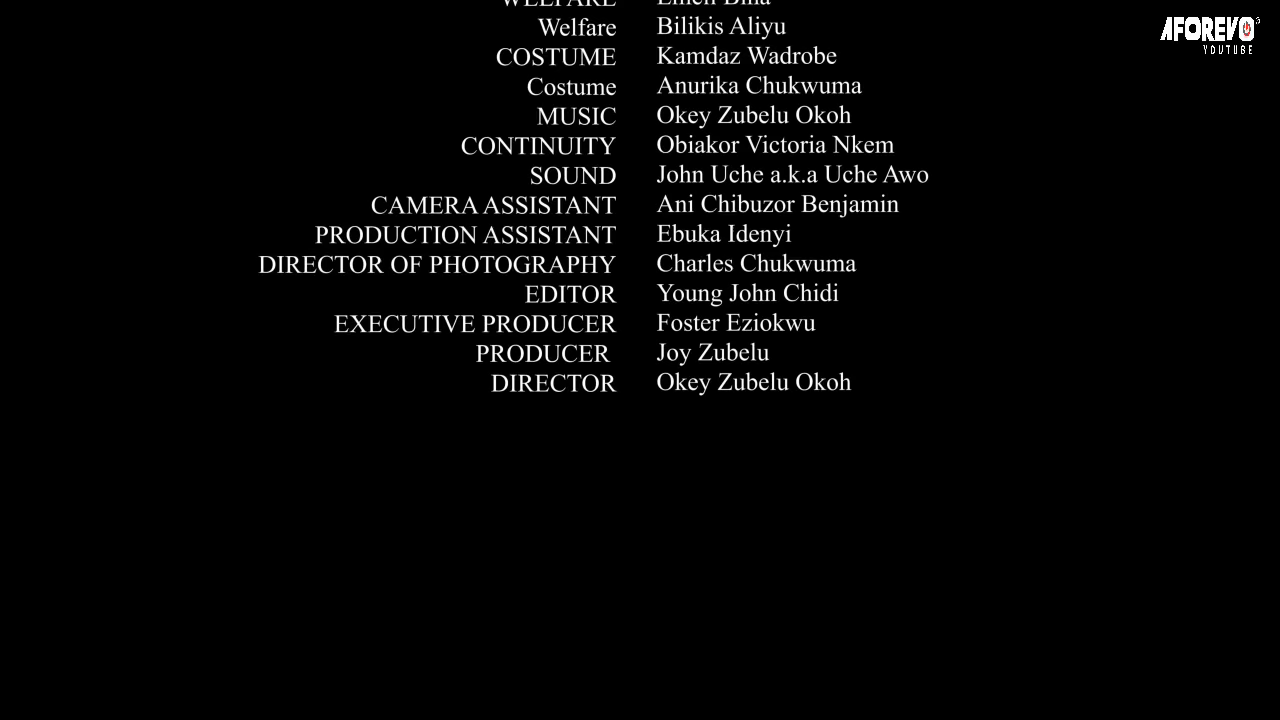 WELFARE
Welfare Bilikis Aliyu
COSTUME Kamdaz Wadrobe
Costume Anurika Chukwuma
MUSIC Okey Zubelu Okoh
CONTINUITY Obiakor Victoria Nkem
SOUND John Uche a.k.a Uche Awo
CAMERA ASSISTANT Ani Chibuzor Benjamin
PRODUCTION ASSISTANT Ebuka Idenyi
DIRECTOR OF PHOTOGRAPHY Charles Chukwuma
EDITOR Young John Chidi
EXECUTIVE PRODUCER Foster Eziokwu
PRODUCER Joy Zubelu
DIRECTOR Okey Zubelu Okoh
AFOREVO
YOUTUBE